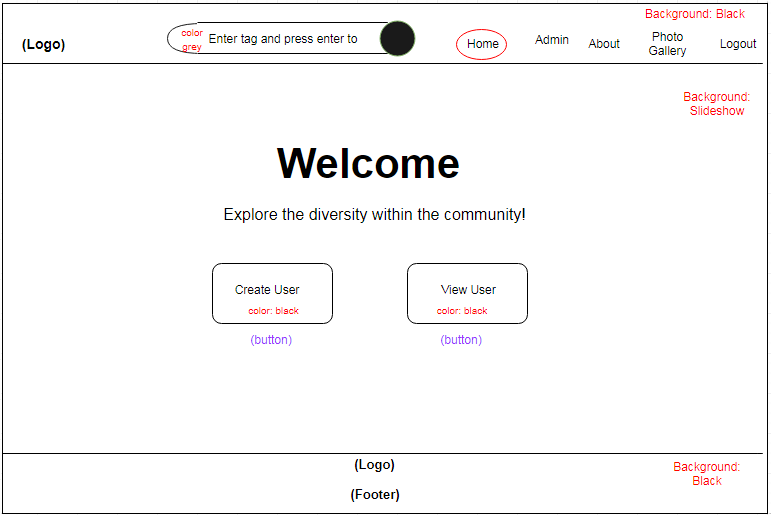 Background: Black
(Logo)
color
grey
Enter tag and press enter to
Home
Admin
About
Photo
Gallery
Logout
Background:
Slideshow
Welcome
Explore the diversity within the community!
Create User
color: black
(button)
View User
color: black
(button)
(Logo)
(Footer)
Background:
Black